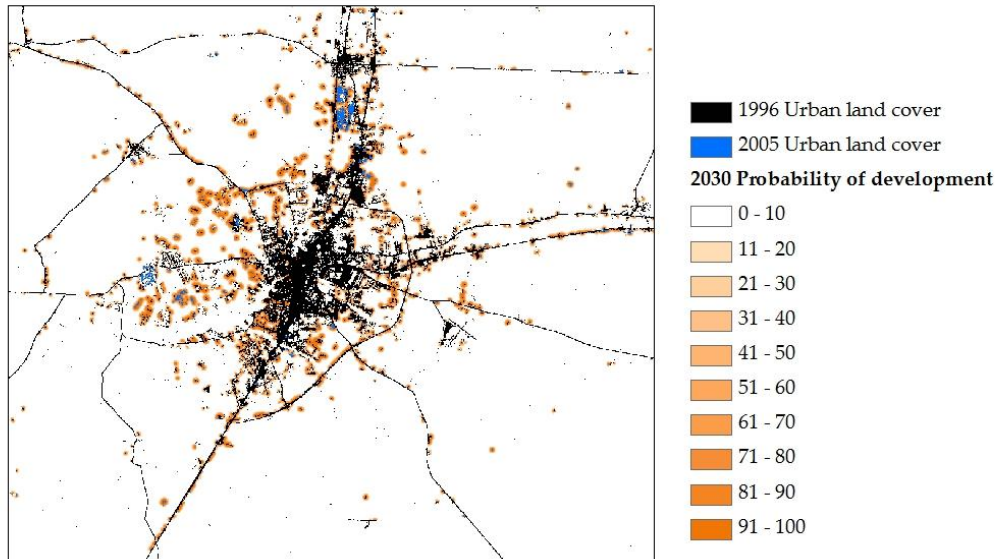 1996 Urban land cover
2005 Urban land cover
2030 Probability of development
0 - 10
11 - 20
21 - 30
31 - 40
41 - 50
51 - 60
61 - 70
71 - 80
81 - 90
91 - 100